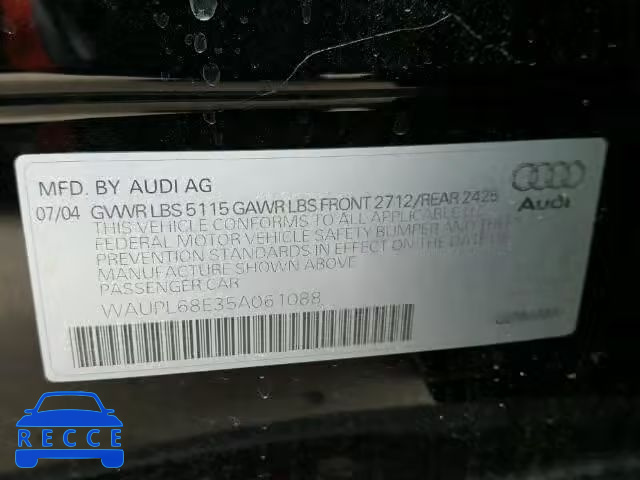 MFD. BY AUDI AG
07/04 GVWR LBS 5115 GAWR LBS FRONT 2712/REAR 2425
Audi
THIS VEHICLE CONFORMS TO ALL APPLICABLE
FEDERAL MOTOR VEHICLE SAFETY BUMPER AND THEFT
PREVENTION STANDARDS IN EFFECT ON THE DATE OF
MANUFACTURE SHOWN ABOVE
PASSENGER CAR
WAUPL68E35A061088
RECCE